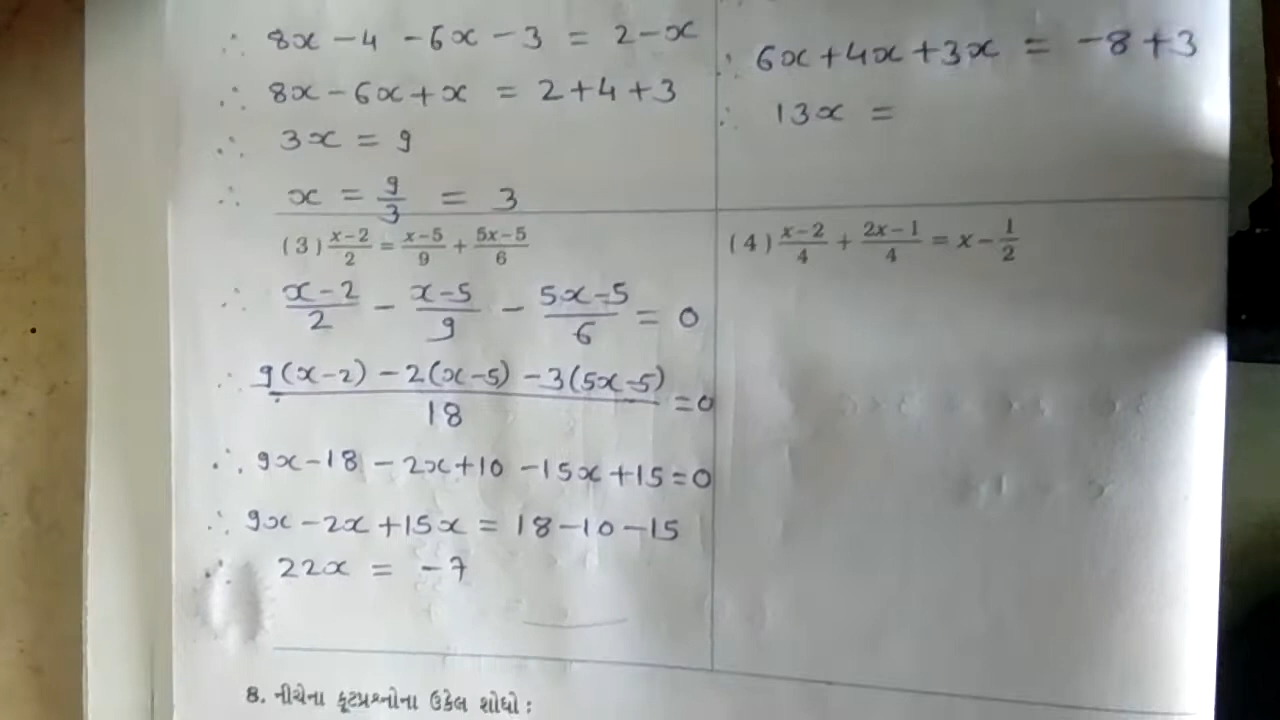 ∴ 8x - 4 - 6x - 3 = 2 - x
∴ 8x - 6x + x = 2 + 4 + 3
∴ 3x = 9
∴ x = 9/3 = 3
∴ 6x + 4x + 3x = -8 + 3
∴ 13x =
(3) x-2/2 = x-5/9 + 5x-5/6
∴ x-2/2 - x-5/9 - 5x-5/6 = 0
∴ 9(x-2) - 2(x-5) - 3(5x-5)/18 = 0
∴ 9x - 18 - 2x + 10 - 15x + 15 = 0
∴ 9x - 2x + 15x = 18 - 10 - 15
∴ 22x = -7
(4) x-2/4 + 2x-1/4 = x - 1/2
8. નીચેના કૂટપ્રશ્નોના ઉકેલ શોધો :